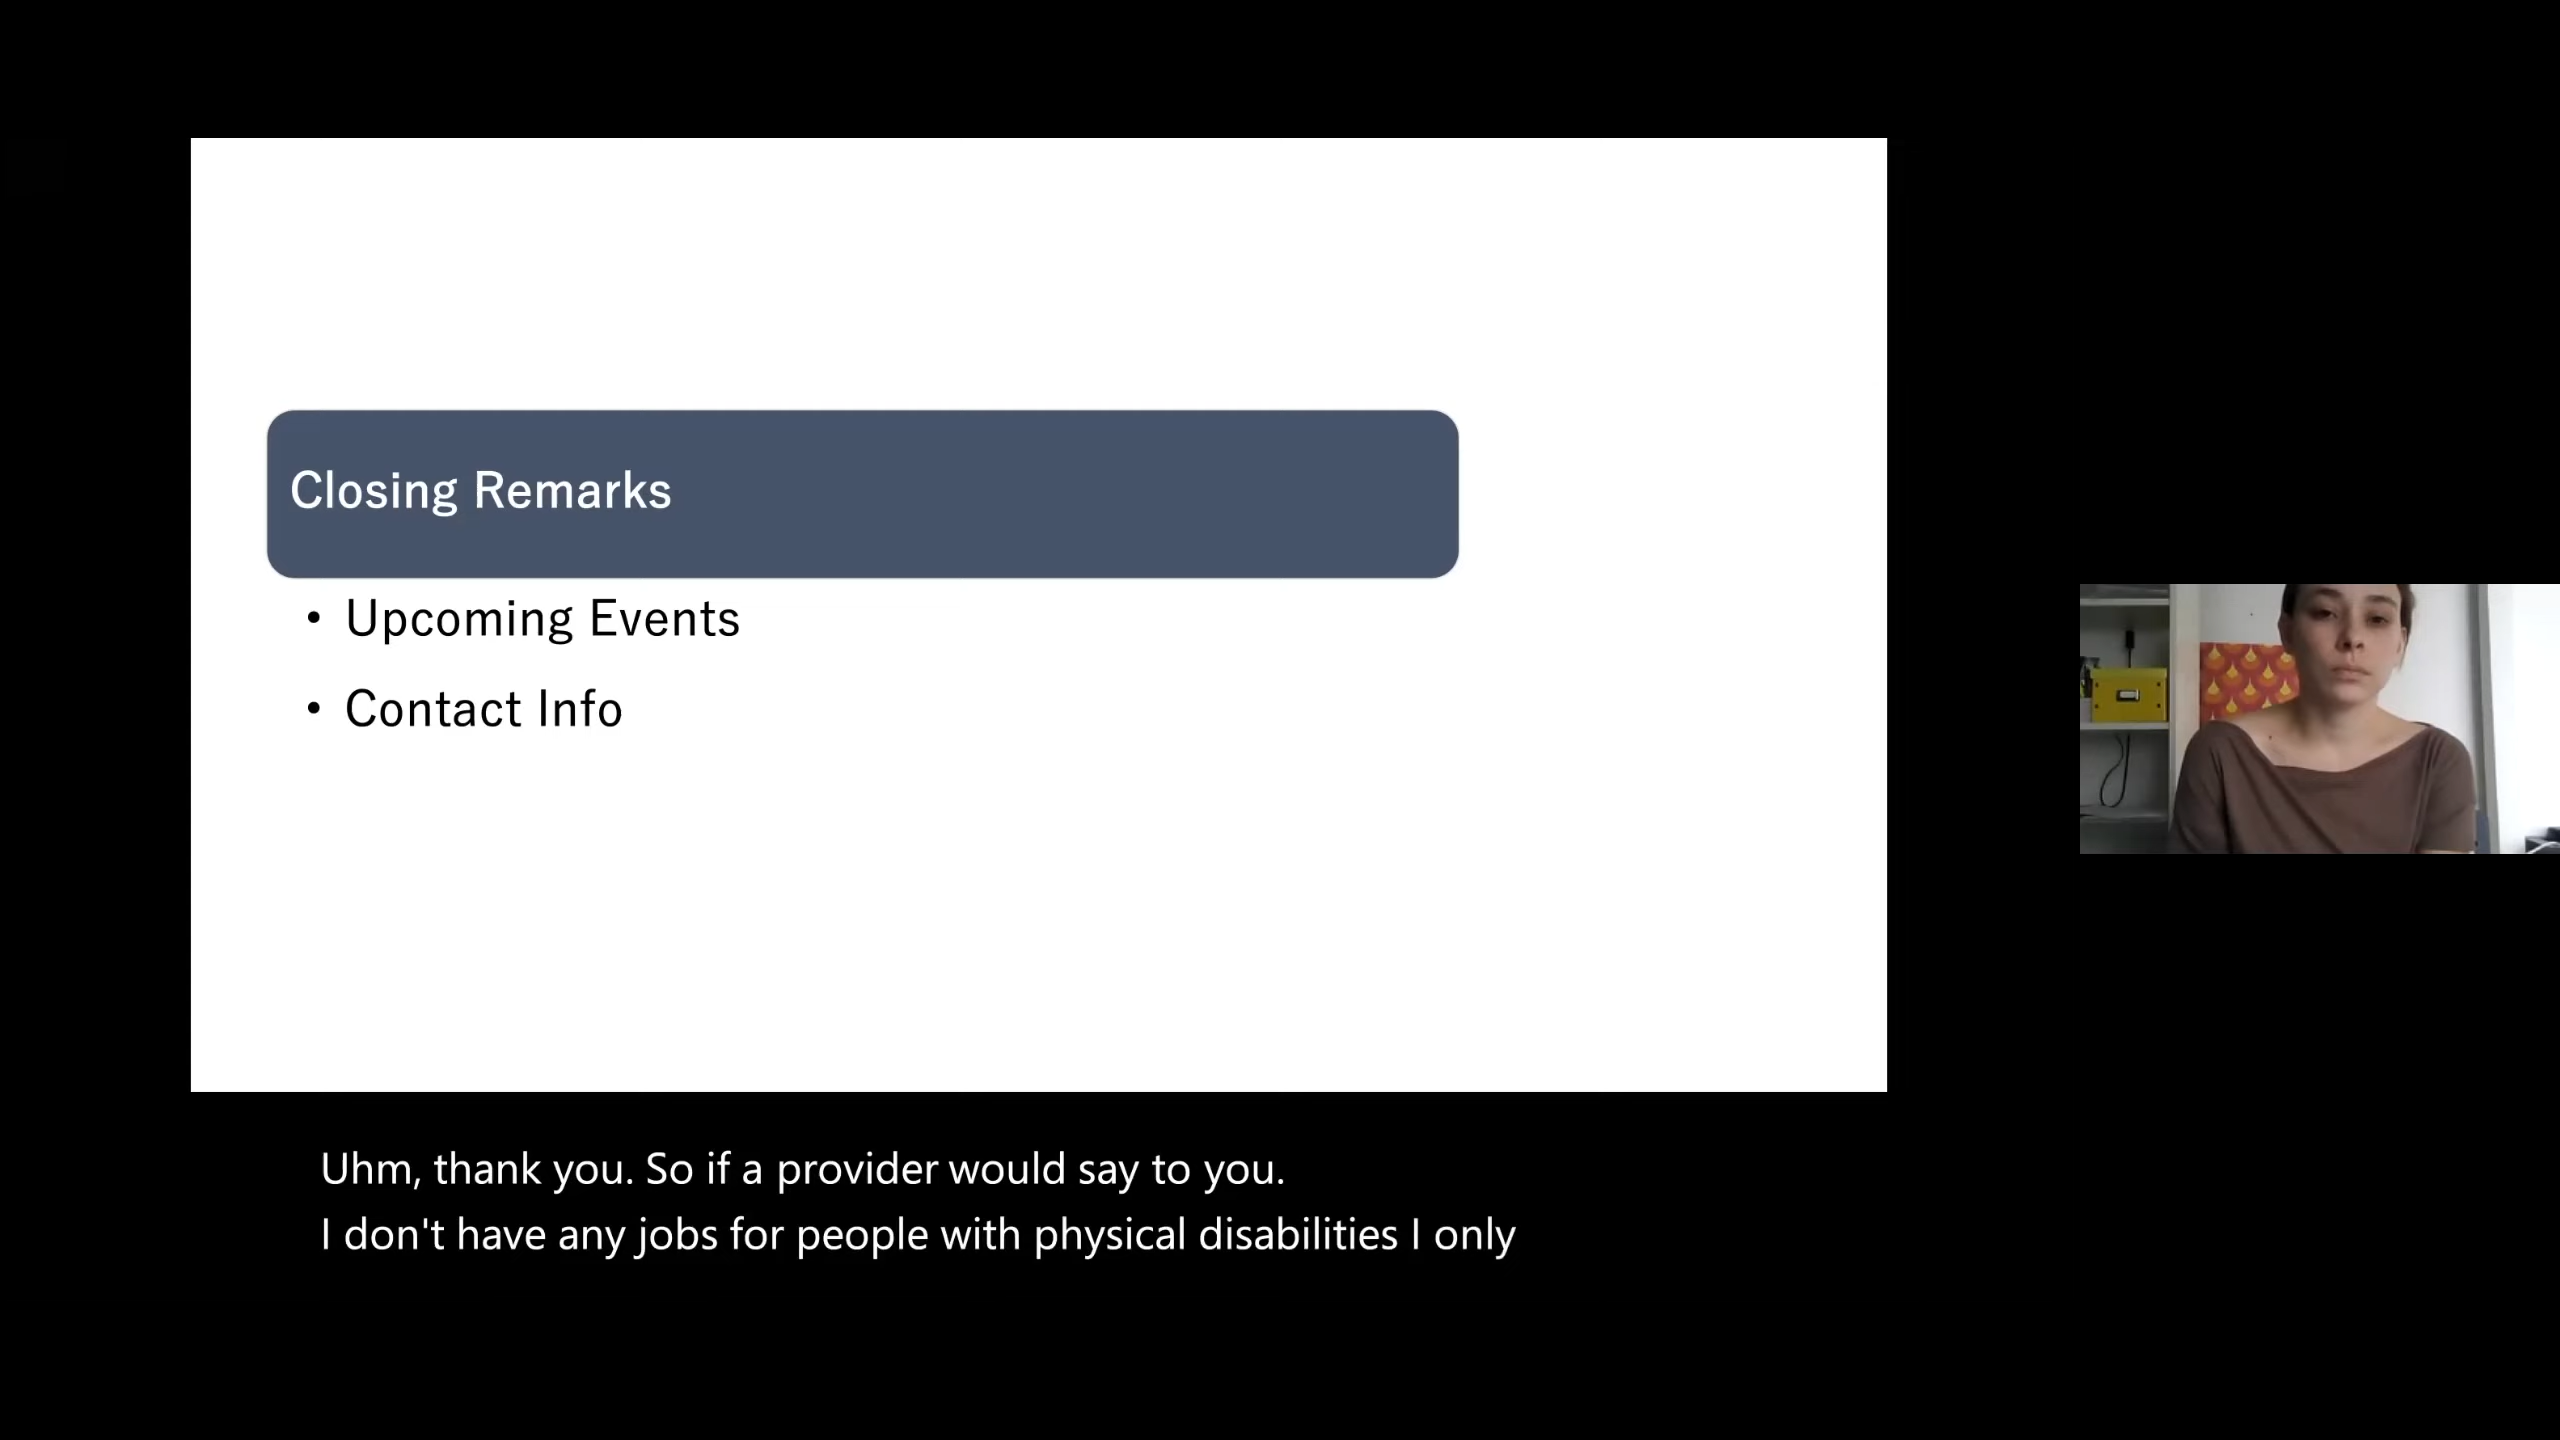 Closing Remarks
• Upcoming Events
• Contact Info
Uhm, thank you. So if a provider would say to you.
I don't have any jobs for people with physical disabilities I only